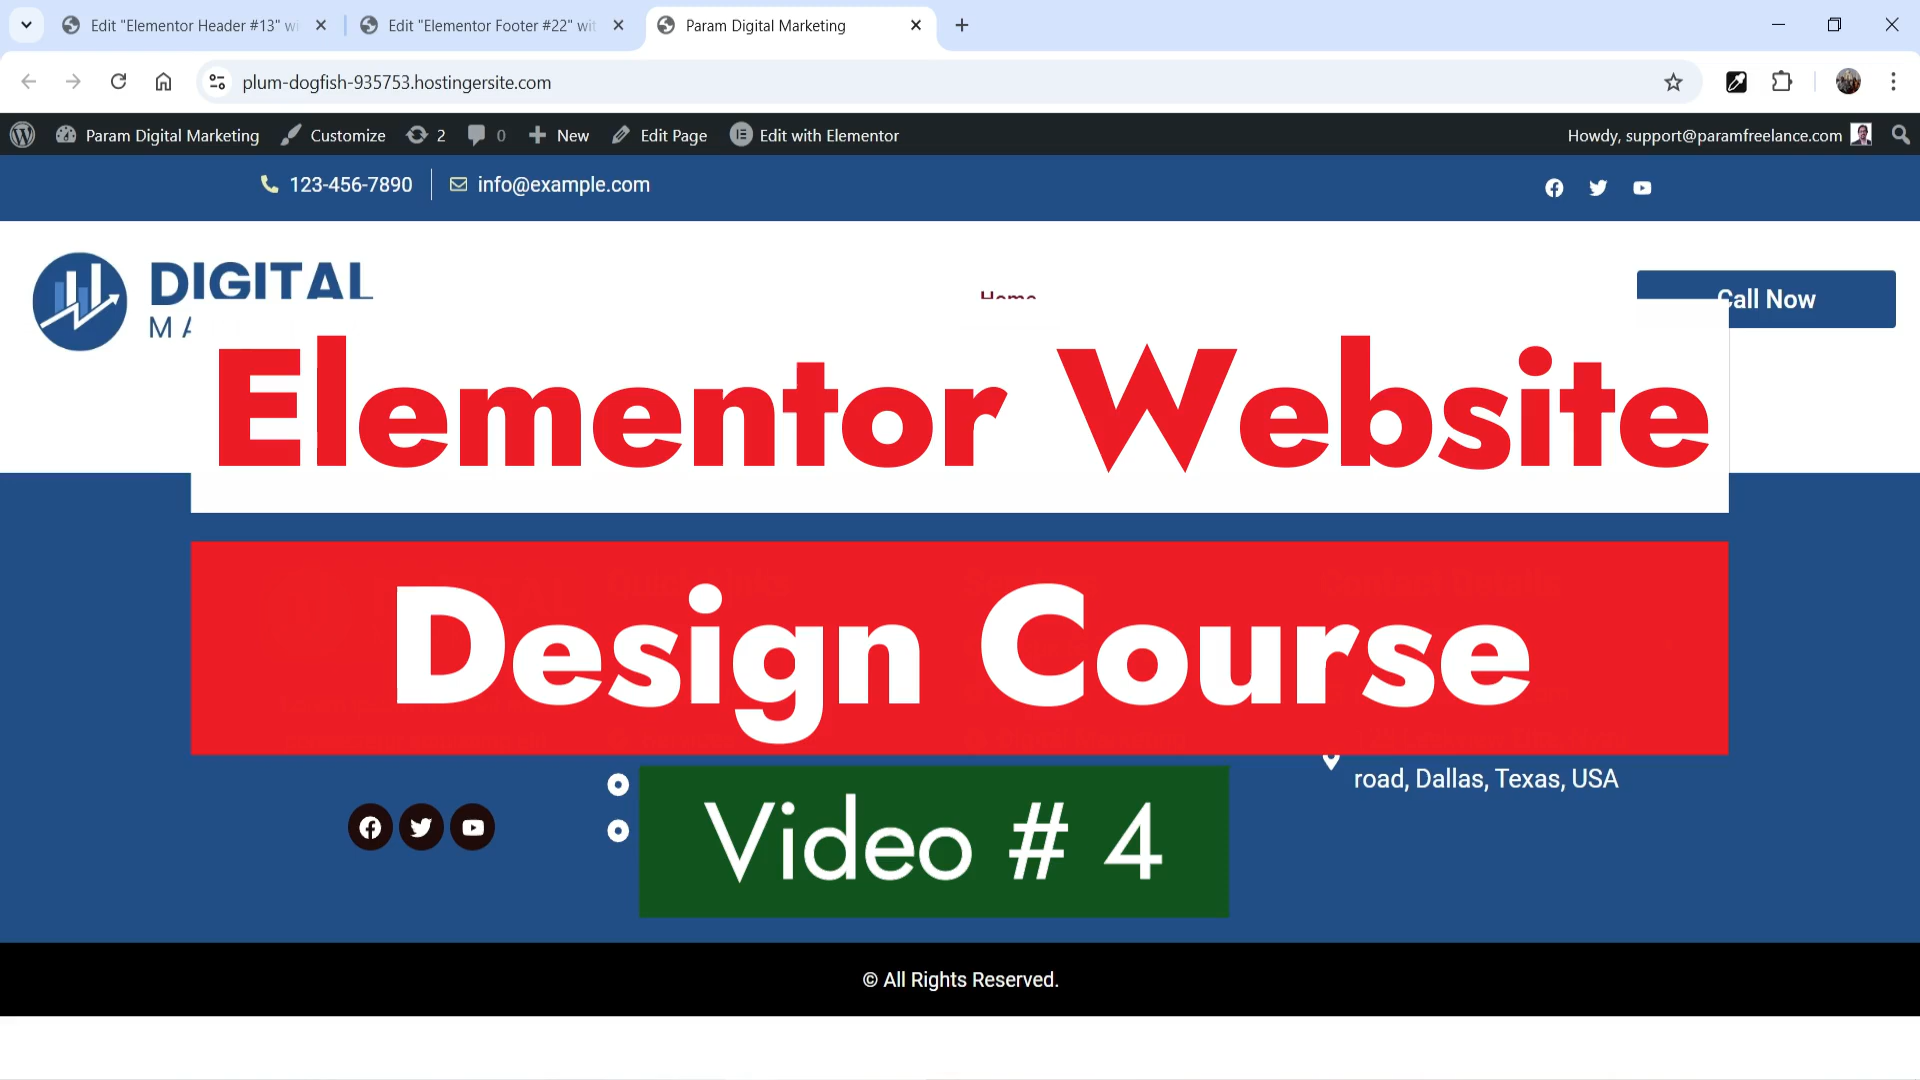 Edit "Elementor Header #13" wi
Edit "Elementor Footer #22" wit
Param Digital Marketing
plum-dogfish-935753.hostingersite.com
Param Digital Marketing
Customize
2
0
New
Edit Page
Edit with Elementor
Howdy, support@paramfreelance.com
123-456-7890
info@example.com
DIGITAL
MA
Home
Call Now
Elementor Website
Design Course
Video # 4
road, Dallas, Texas, USA
© All Rights Reserved.